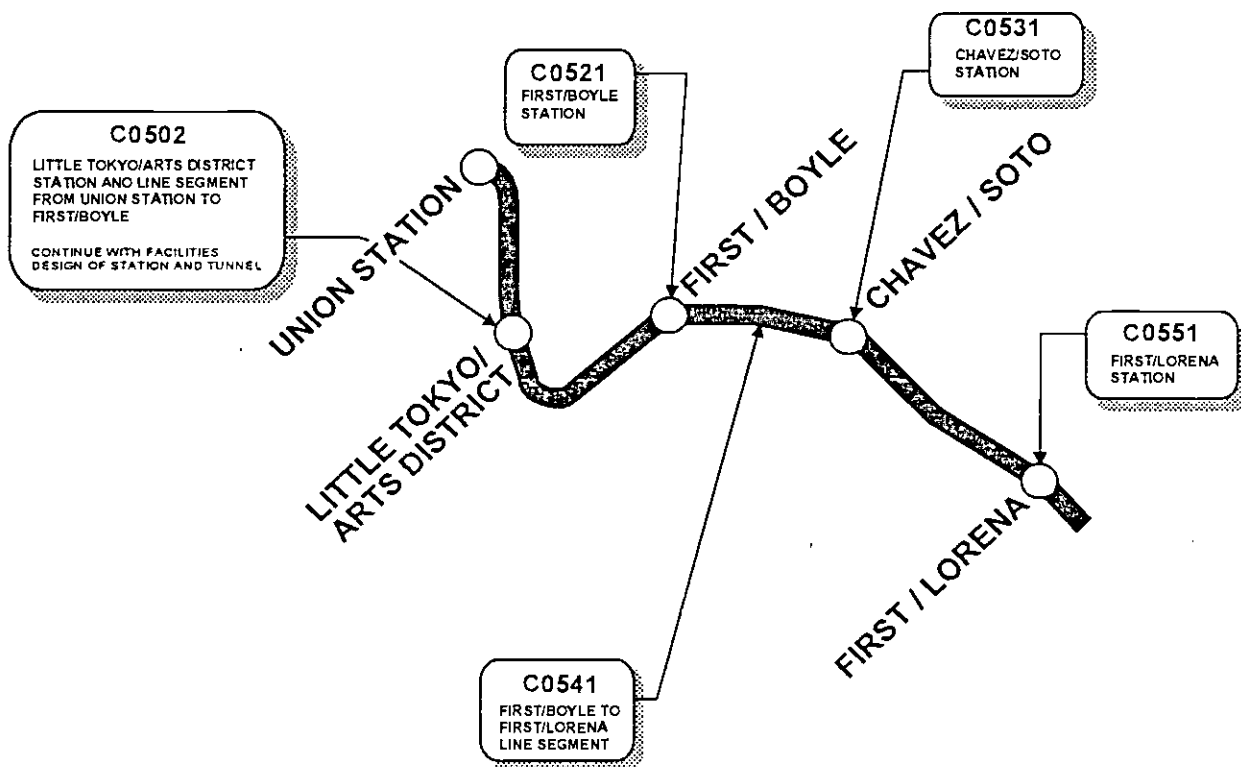 C0531
CHAVEZ/SOTO
STATION
C0521
FIRST/BOYLE
STATION
C0502
LITTLE TOKYO/ARTS DISTRICT
STATION AND LINE SEGMENT
FROM UNION STATION TO
FIRST/BOYLE
CONTINUE WITH FACILITIES
DESIGN OF STATION AND TUNNEL
UNION STATION
LITTLE TOKYO/
ARTS DISTRICT
FIRST / BOYLE
CHAVEZ / SOTO
C0551
FIRST/LORENA
STATION
FIRST / LORENA
C0541
FIRST/BOYLE TO
FIRST/LORENA
LINE SEGMENT